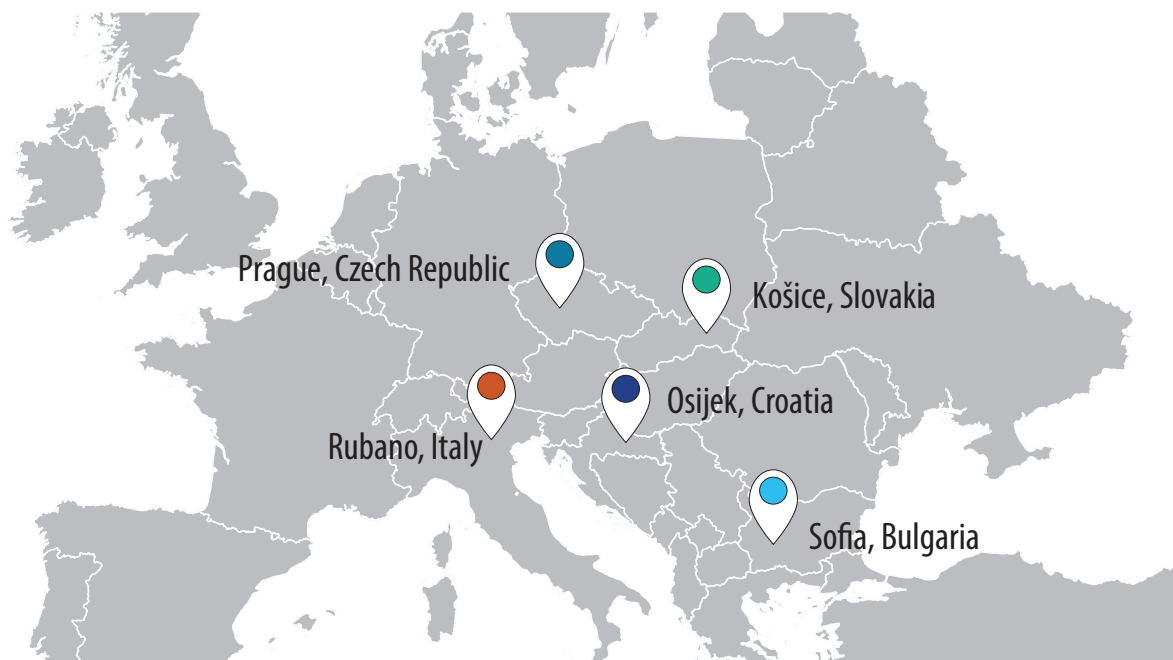 Prague, Czech Republic
Košice, Slovakia
Osijek, Croatia
Rubano, Italy
Sofia, Bulgaria